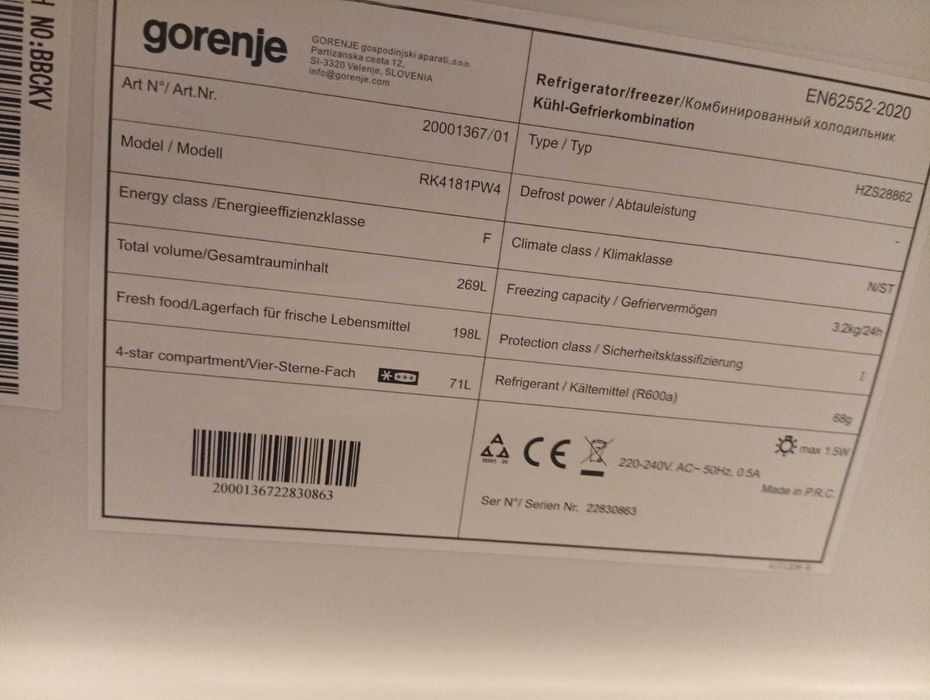 H NO:BBCKV
gorenje
GORENJE gospodinjski aparati, d.o.o.
Partizanska cesta 12,
SI-3320 Velenje, SLOVENIA
info@gorenje.com
EN62552-2020
Refrigerator/freezer/Комбинированный холодильник
Kühl-Gefrierkombination
Art N°/ Art.Nr.
20001367/01
Model / Modell
RK4181PW4
Energy class /Energieeffizienzklasse
F
Total volume/Gesamtrauminhalt
269L
Fresh food/Lagerfach für frische Lebensmittel
198L
4-star compartment/Vier-Sterne-Fach
71L
2000136722830863
Type / Typ
HZS28862
Defrost power / Abtauleistung
-
Climate class / Klimaklasse
N/ST
Freezing capacity / Gefriervermögen
3.2kg/24h
Protection class / Sicherheitsklassifizierung
I
Refrigerant / Kältemittel (R600a)
68g
CE
220-240V. AC~ 50Hz, 0.5A
max 1.5W
Made in P.R.C.
Ser N°/ Serien Nr. 22830863